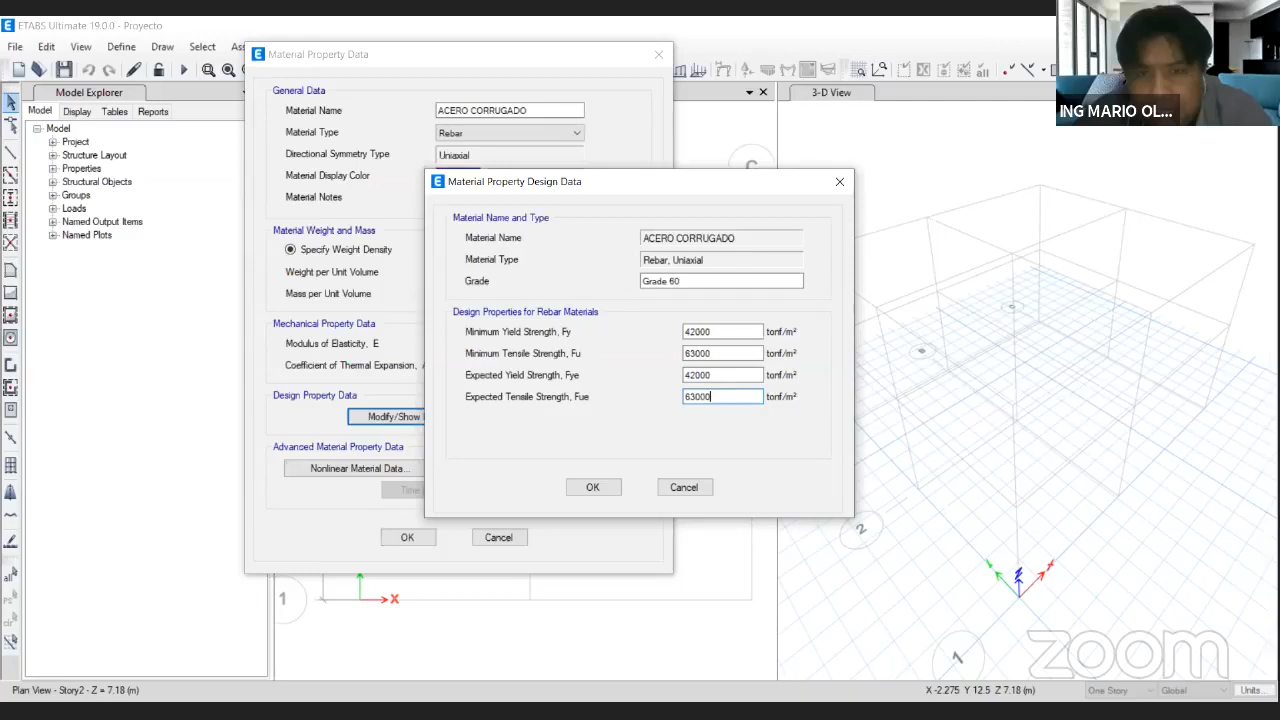 ETABS Ultimate 19.0.0 - Proyecto
File Edit View Define Draw Select
Model Explorer
Model Display Tables Reports
Model
Project
Structure Layout
Properties
Structural Objects
Groups
Loads
Named Output Items
Named Plots
Material Property Data
General Data
Material Name ACERO CORRUGADO
Material Type Rebar
Directional Symmetry Type Uniaxial
Material Display Color
Material Notes
Material Weight and Mass
Specify Weight Density
Weight per Unit Volume
Mass per Unit Volume
Mechanical Property Data
Modulus of Elasticity, E
Coefficient of Thermal Expansion,
Design Property Data
Modify/Show
Advanced Material Property Data
Nonlinear Material Data...
Time
OK Cancel
Material Property Design Data
Material Name and Type
Material Name ACERO CORRUGADO
Material Type Rebar, Uniaxial
Grade Grade 60
Design Properties for Rebar Materials
Minimum Yield Strength, Fy 42000 tonf/m²
Minimum Tensile Strength, Fu 63000 tonf/m²
Expected Yield Strength, Fye 42000 tonf/m²
Expected Tensile Strength, Fue 63000 tonf/m²
OK Cancel
3-D View
ING MARIO OL...
all
C
2
1
1
X
zoom
Plan View - Story2 - Z = 7.18 (m)
X -2.275 Y 12.5 Z 7.18 (m)
One Story Global Units...